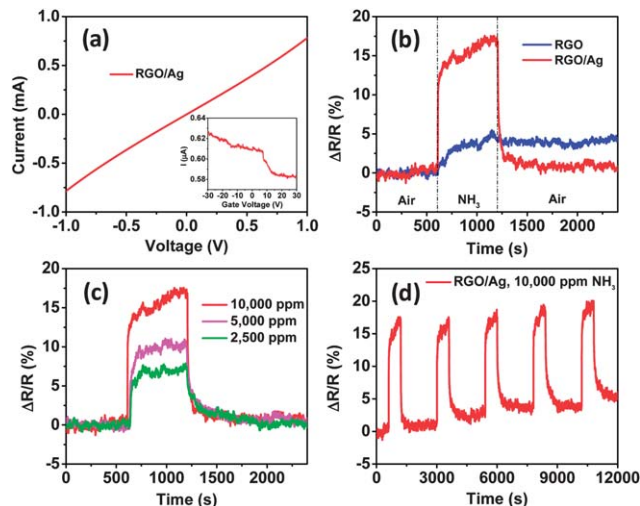 (a)
RGO/Ag
Current (mA)
1.0
0.5
0.0
-0.5
-1.0
-1.0 -0.5 0.0 0.5 1.0
Voltage (V)
I (μA)
0.64
0.62
0.60
0.58
-30 -20 -10 0 10 20 30
Gate Voltage (V)
(b)
RGO
RGO/Ag
ΔR/R (%)
20
15
10
5
0
-5
Air NH3 Air
0 500 1000 1500 2000
Time (s)
(c)
10,000 ppm
5,000 ppm
2,500 ppm
ΔR/R (%)
20
15
10
5
0
-5
0 500 1000 1500 2000
Time (s)
(d)
RGO/Ag, 10,000 ppm NH3
ΔR/R (%)
25
20
15
10
5
0
-5
0 3000 6000 9000 12000
Time (s)